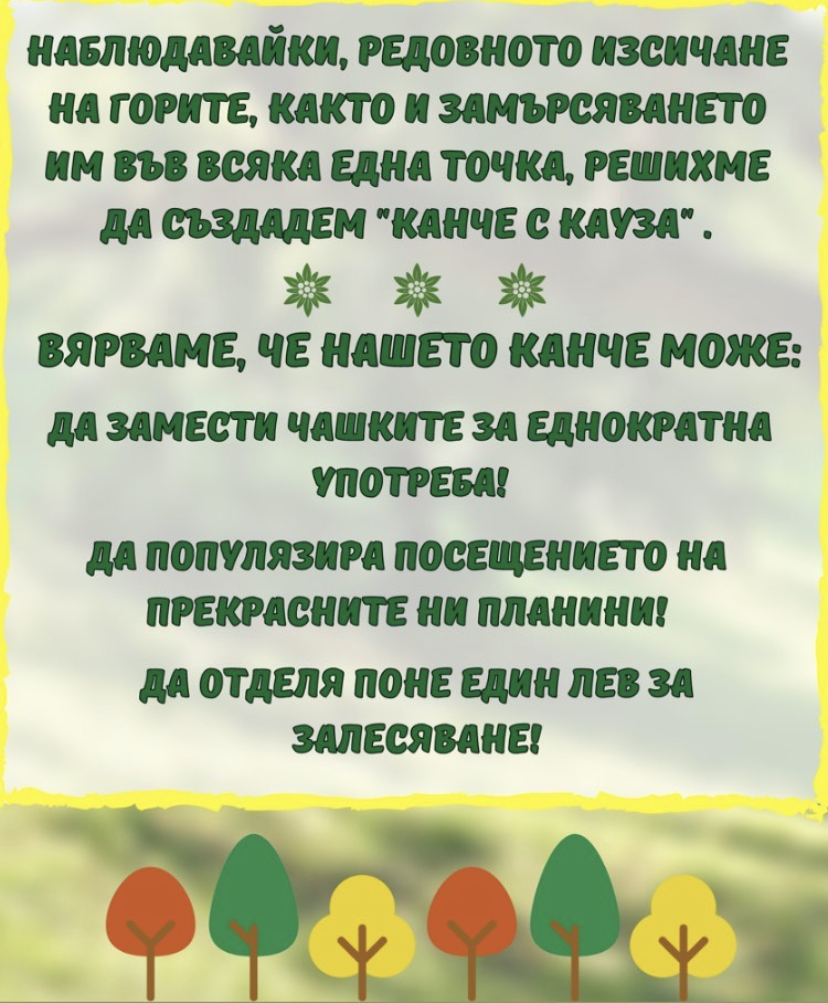 НАБЛЮДАВАЙКИ, РЕДОВНОТО ИЗСИЧАНЕ
НА ГОРИТЕ, КАКТО И ЗАМЪРСЯВАНЕТО
ИМ ВЪВ ВСЯКА ЕДНА ТОЧКА, РЕШИХМЕ
ДА СЪЗДАДЕМ "КАНЧЕ С КАУЗА" .
ВЯРВАМЕ, ЧЕ НАШЕТО КАНЧЕ МОЖЕ:
ДА ЗАМЕСТИ ЧАШКИТЕ ЗА ЕДНОКРАТНА
УПОТРЕБА!
ДА ПОПУЛЯЗИРА ПОСЕЩЕНИЕТО НА
ПРЕКРАСНИТЕ НИ ПЛАНИНИ!
ДА ОТДЕЛЯ ПОНЕ ЕДИН ЛЕВ ЗА
ЗАЛЕСЯВАНЕ!